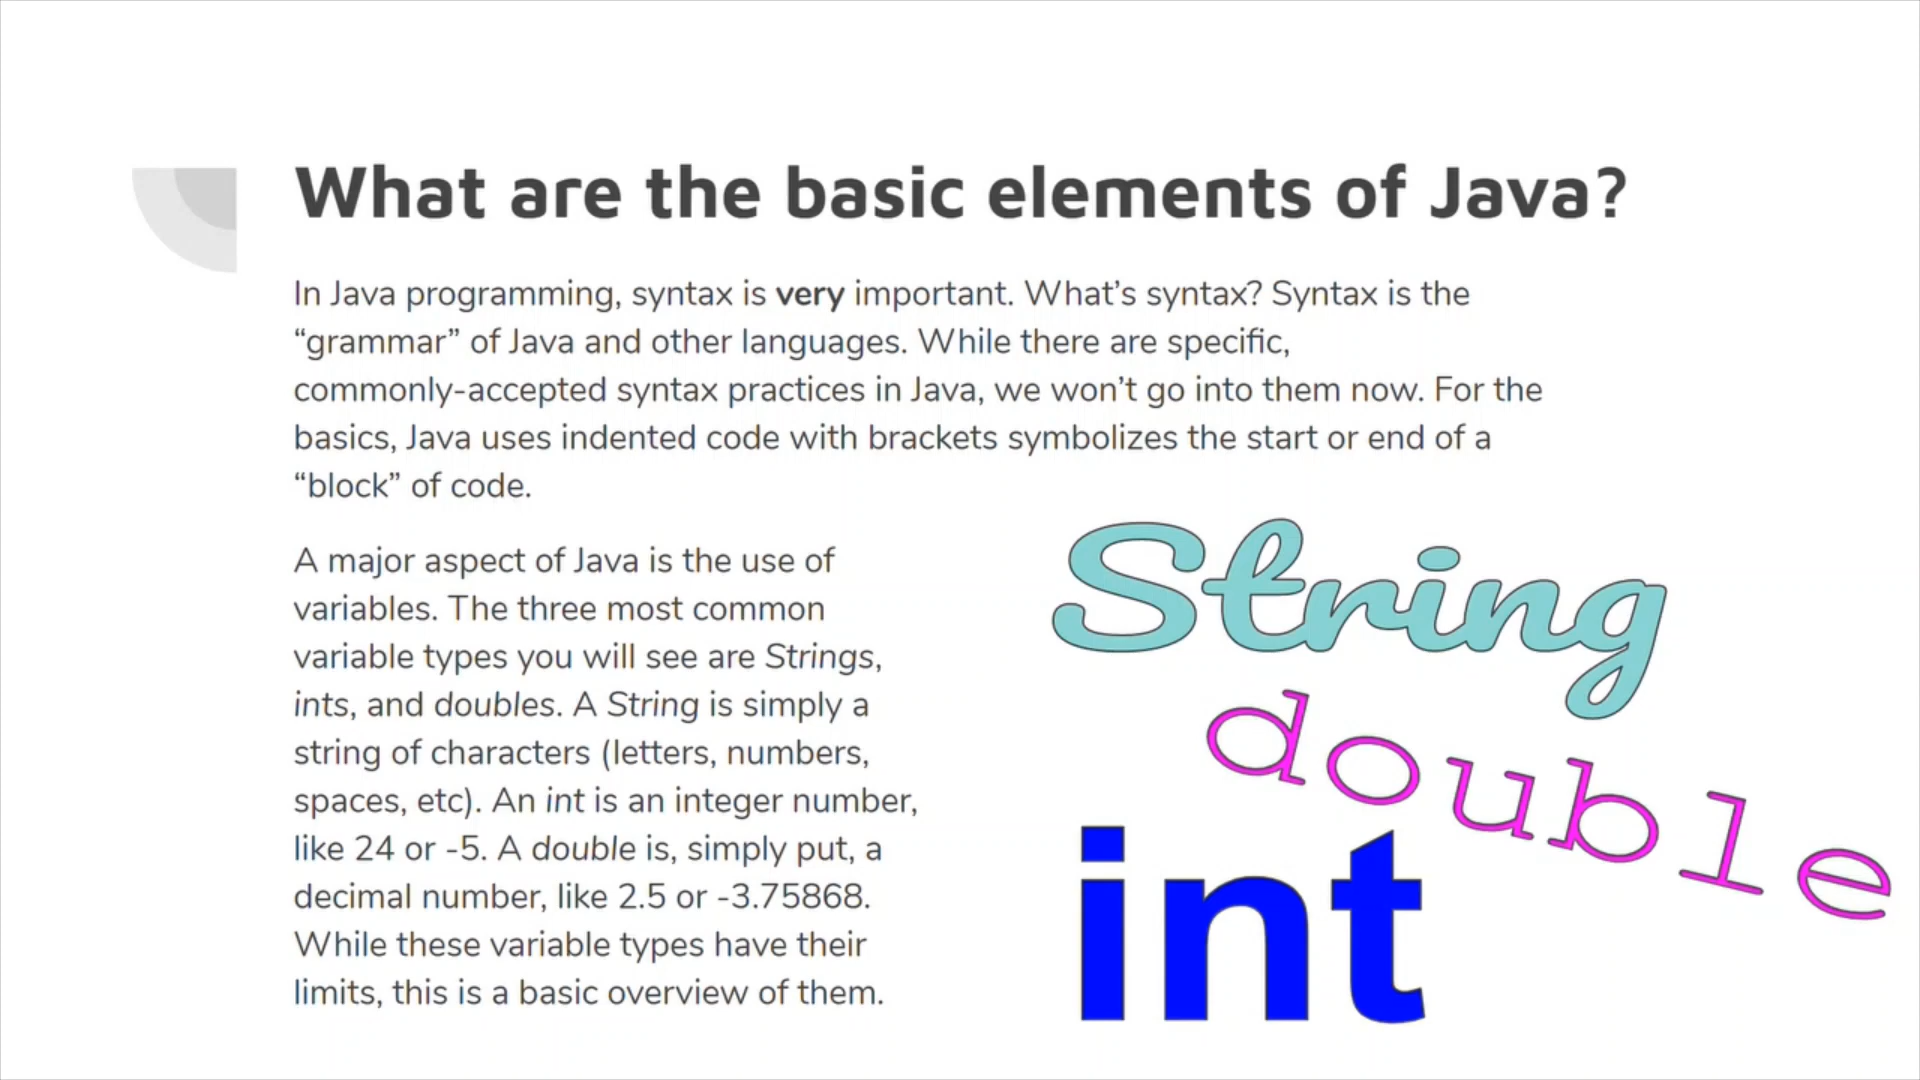 What are the basic elements of Java?
In Java programming, syntax is very important. What’s syntax? Syntax is the
“grammar” of Java and other languages. While there are specific,
commonly-accepted syntax practices in Java, we won’t go into them now. For the
basics, Java uses indented code with brackets symbolizes the start or end of a
“block” of code.
A major aspect of Java is the use of
variables. The three most common
variable types you will see are Strings,
ints, and doubles. A String is simply a
string of characters (letters, numbers,
spaces, etc). An int is an integer number,
like 24 or -5. A double is, simply put, a
decimal number, like 2.5 or -3.75868.
While these variable types have their
limits, this is a basic overview of them.
String
double
int